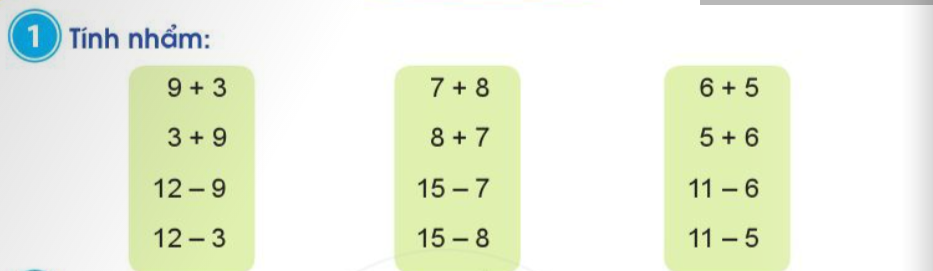 1 Tính nhẩm:
9 + 3
3 + 9
12 – 9
12 – 3
7 + 8
8 + 7
15 – 7
15 – 8
6 + 5
5 + 6
11 – 6
11 – 5